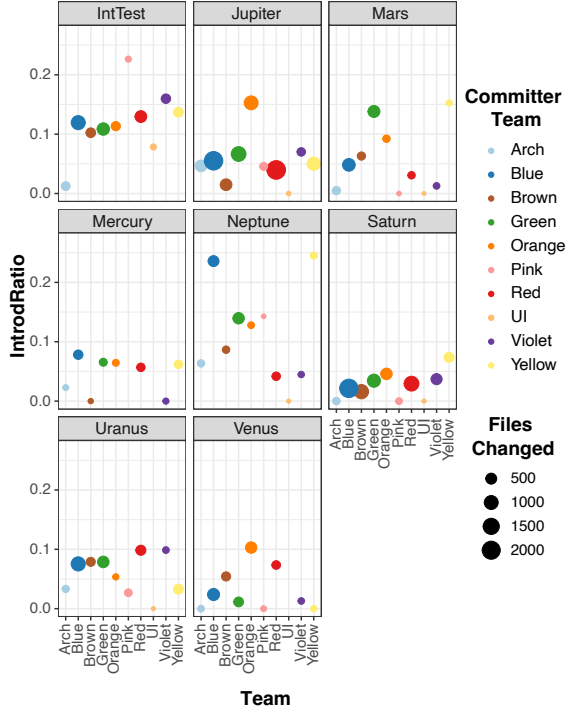 IntTest
Jupiter
Mars
0.2
0.1
0.0
Mercury
Neptune
Saturn
0.2
0.1
0.0
Uranus
Venus
0.2
0.1
0.0
Arch
Blue
Brown
Green
Orange
Pink
Red
UI
Violet
Yellow
Arch
Blue
Brown
Green
Orange
Pink
Red
UI
Violet
Yellow
Arch
Blue
Brown
Green
Orange
Pink
Red
UI
Violet
Yellow
IntrodRatio
Team
Committer
Team
Arch
Blue
Brown
Green
Orange
Pink
Red
UI
Violet
Yellow
Files
Changed
500
1000
1500
2000